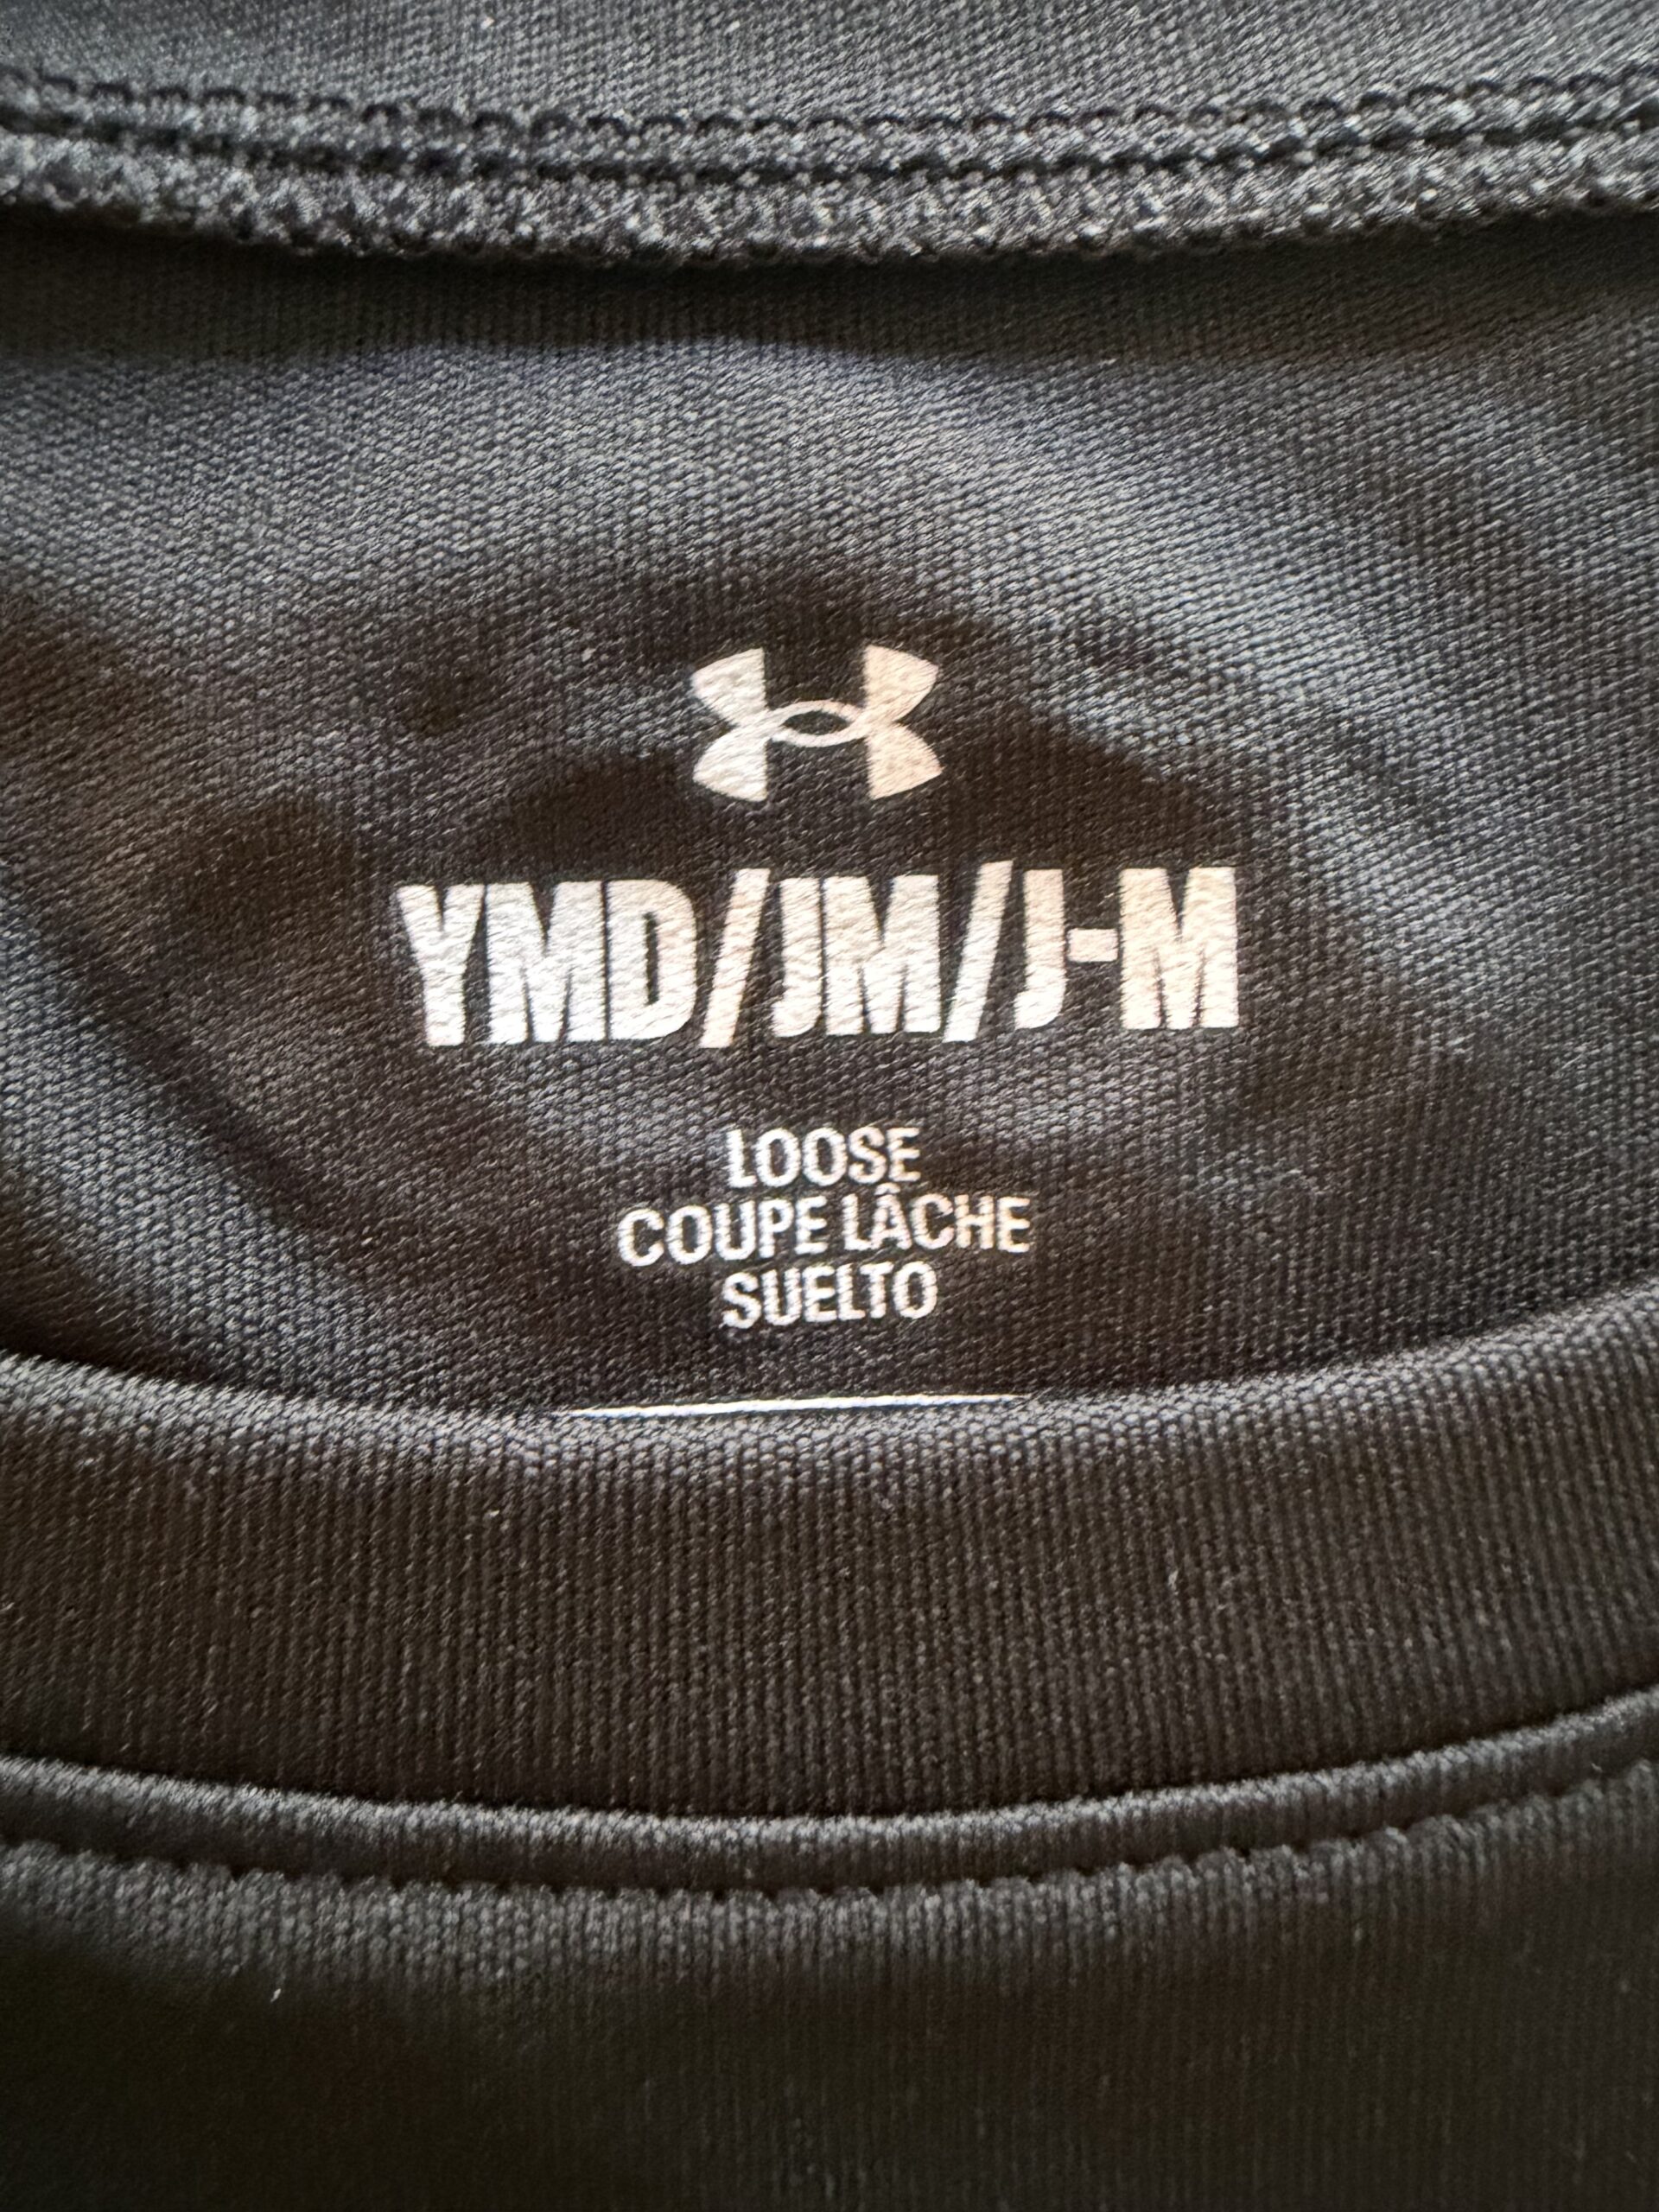 YMD/JM/J-M
LOOSE
COUPE LÂCHE
SUELTO